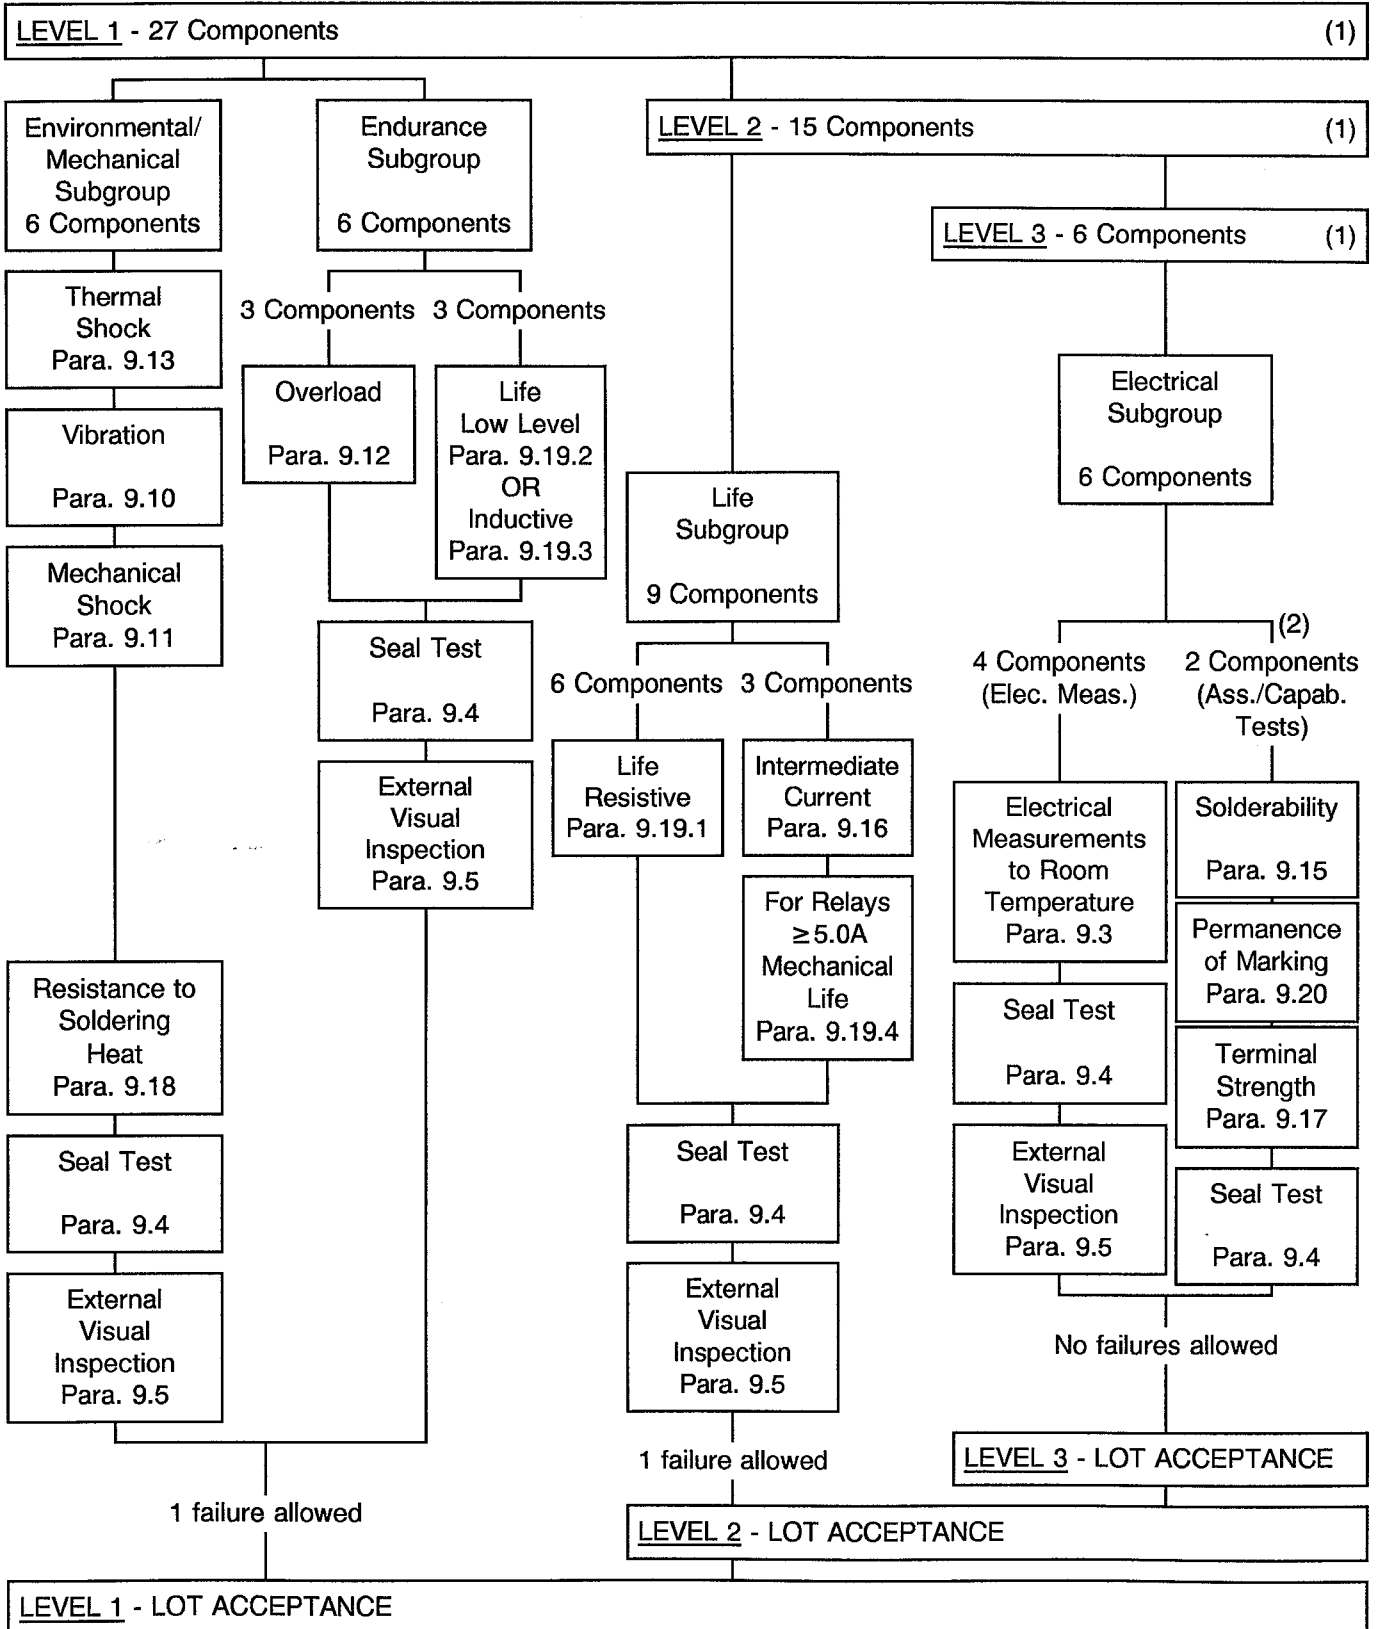 LEVEL 1 - 27 Components (1)
Environmental/
Mechanical
Subgroup
6 Components
Endurance
Subgroup
6 Components
LEVEL 2 - 15 Components (1)
LEVEL 3 - 6 Components (1)
Thermal
Shock
Para. 9.13
Vibration
Para. 9.10
Mechanical
Shock
Para. 9.11
Resistance to
Soldering
Heat
Para. 9.18
Seal Test
Para. 9.4
External
Visual
Inspection
Para. 9.5
3 Components
3 Components
Overload
Para. 9.12
Life
Low Level
Para. 9.19.2
OR
Inductive
Para. 9.19.3
Seal Test
Para. 9.4
External
Visual
Inspection
Para. 9.5
1 failure allowed
Life
Subgroup
9 Components
6 Components
3 Components
Life
Resistive
Para. 9.19.1
Intermediate
Current
Para. 9.16
For Relays
≥5.0A
Mechanical
Life
Para. 9.19.4
Seal Test
Para. 9.4
External
Visual
Inspection
Para. 9.5
1 failure allowed
Electrical
Subgroup
6 Components
4 Components
(Elec. Meas.)
(2)
2 Components
(Ass./Capab.
Tests)
Electrical
Measurements
to Room
Temperature
Para. 9.3
Seal Test
Para. 9.4
External
Visual
Inspection
Para. 9.5
Solderability
Para. 9.15
Permanence
of Marking
Para. 9.20
Terminal
Strength
Para. 9.17
Seal Test
Para. 9.4
No failures allowed
LEVEL 3 - LOT ACCEPTANCE
LEVEL 2 - LOT ACCEPTANCE
LEVEL 1 - LOT ACCEPTANCE